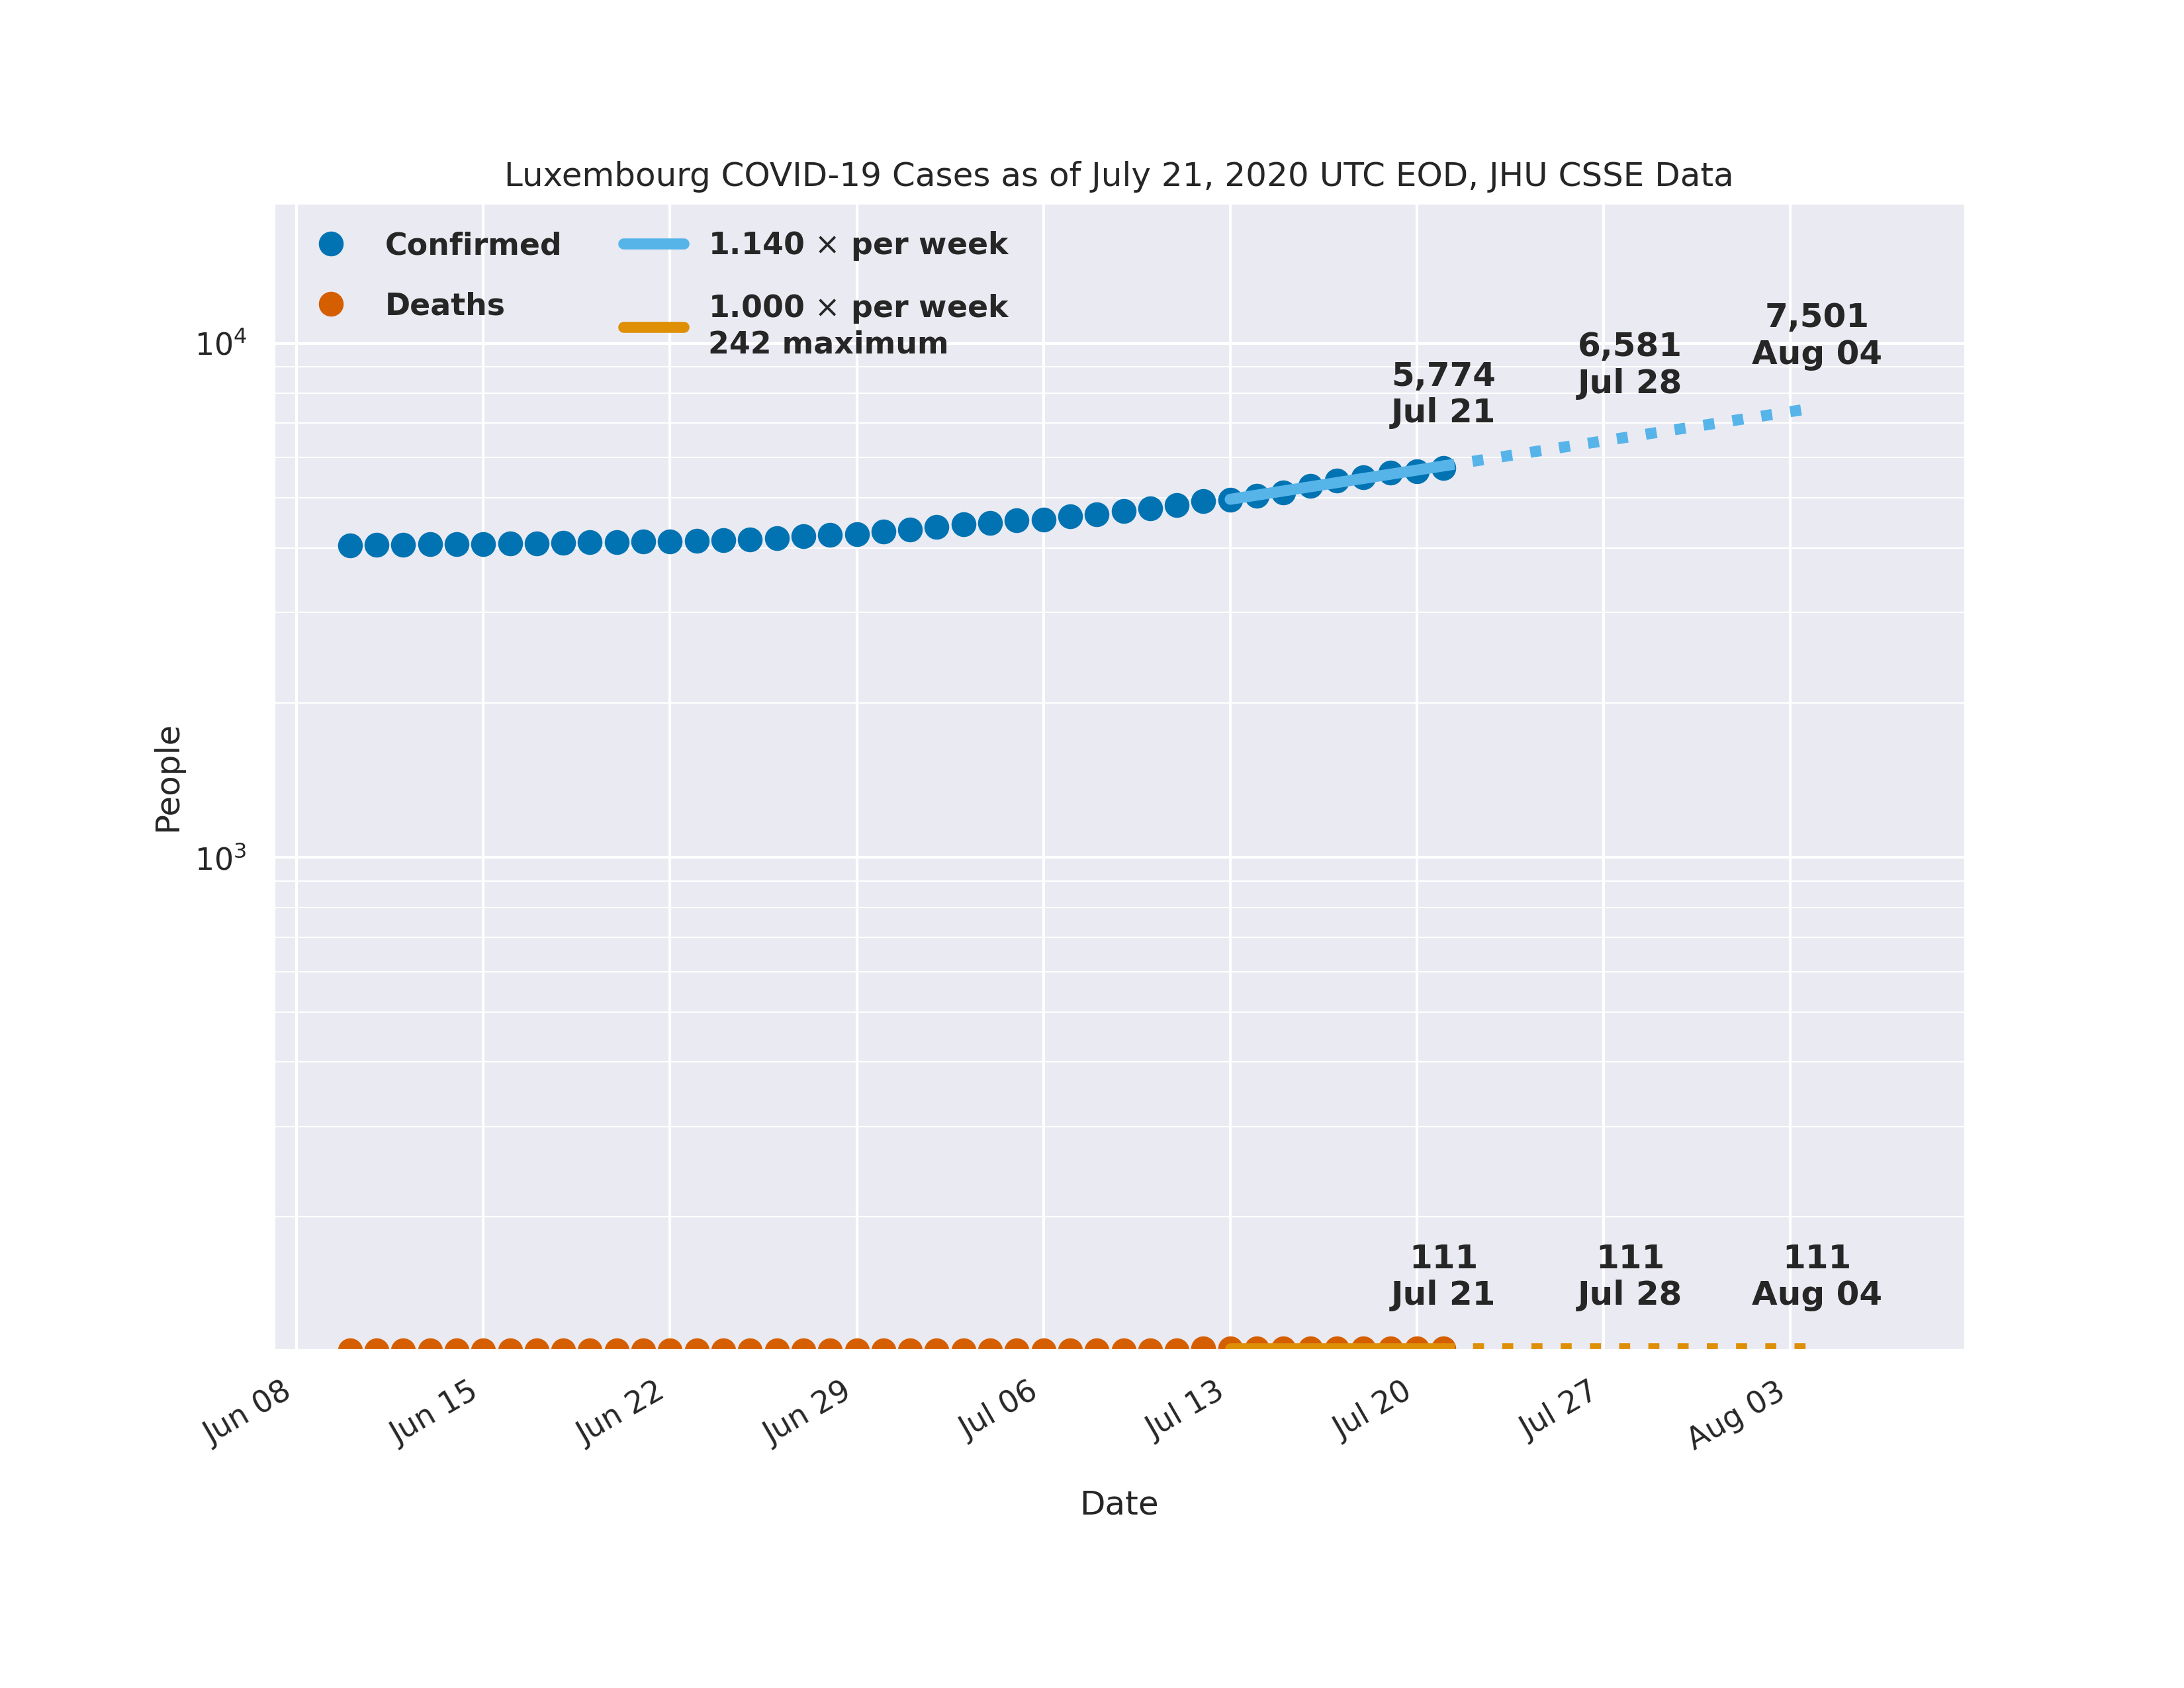 Luxembourg COVID-19 Cases as of July 21, 2020 UTC EOD, JHU CSSE Data
Confirmed
Deaths
1.140 × per week
1.000 × per week
242 maximum
5,774
Jul 21
6,581
Jul 28
7,501
Aug 04
10⁴
10³
People
111
Jul 21
111
Jul 28
111
Aug 04
Jun 08
Jun 15
Jun 22
Jun 29
Jul 06
Jul 13
Jul 20
Jul 27
Aug 03
Date